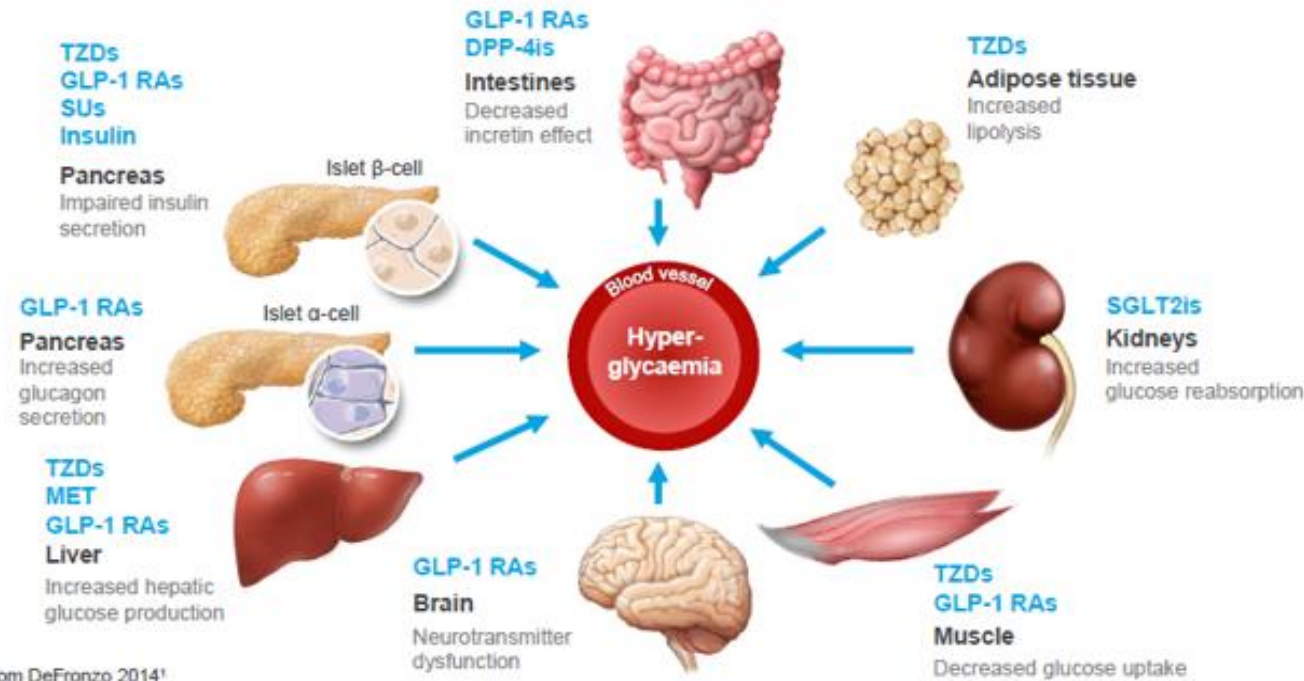 GLP-1 RAs
DPP-4is
Intestines
Decreased
incretin effect
TZDs
GLP-1 RAs
SUs
Insulin
Pancreas
Impaired insulin
secretion
Islet β-cell
TZDs
Adipose tissue
Increased
lipolysis
GLP-1 RAs
Pancreas
Increased
glucagon
secretion
Islet α-cell
Blood vessel
Hyper-
glycaemia
SGLT2is
Kidneys
Increased
glucose reabsorption
TZDs
MET
GLP-1 RAs
Liver
Increased hepatic
glucose production
GLP-1 RAs
Brain
Neurotransmitter
dysfunction
TZDs
GLP-1 RAs
Muscle
Decreased glucose uptake
DeFronzo 2014¹